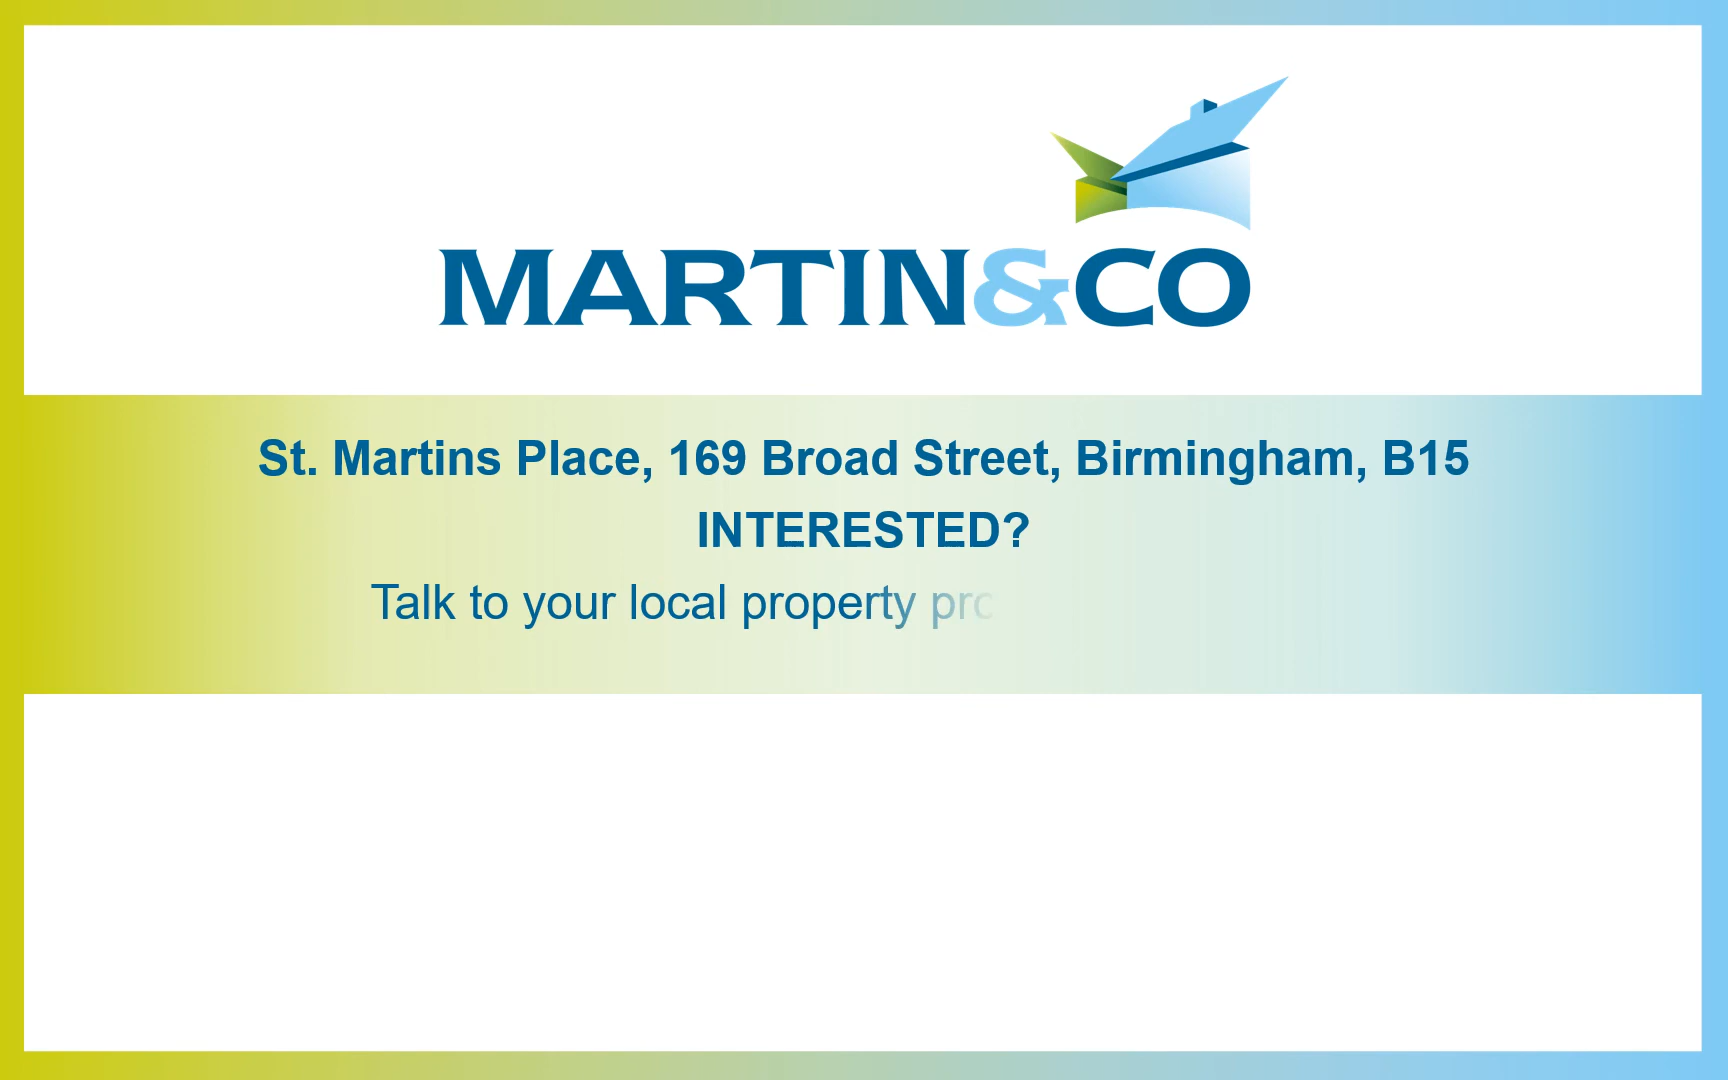 MARTIN&CO
St. Martins Place, 169 Broad Street, Birmingham, B15
INTERESTED?
Talk to your local property